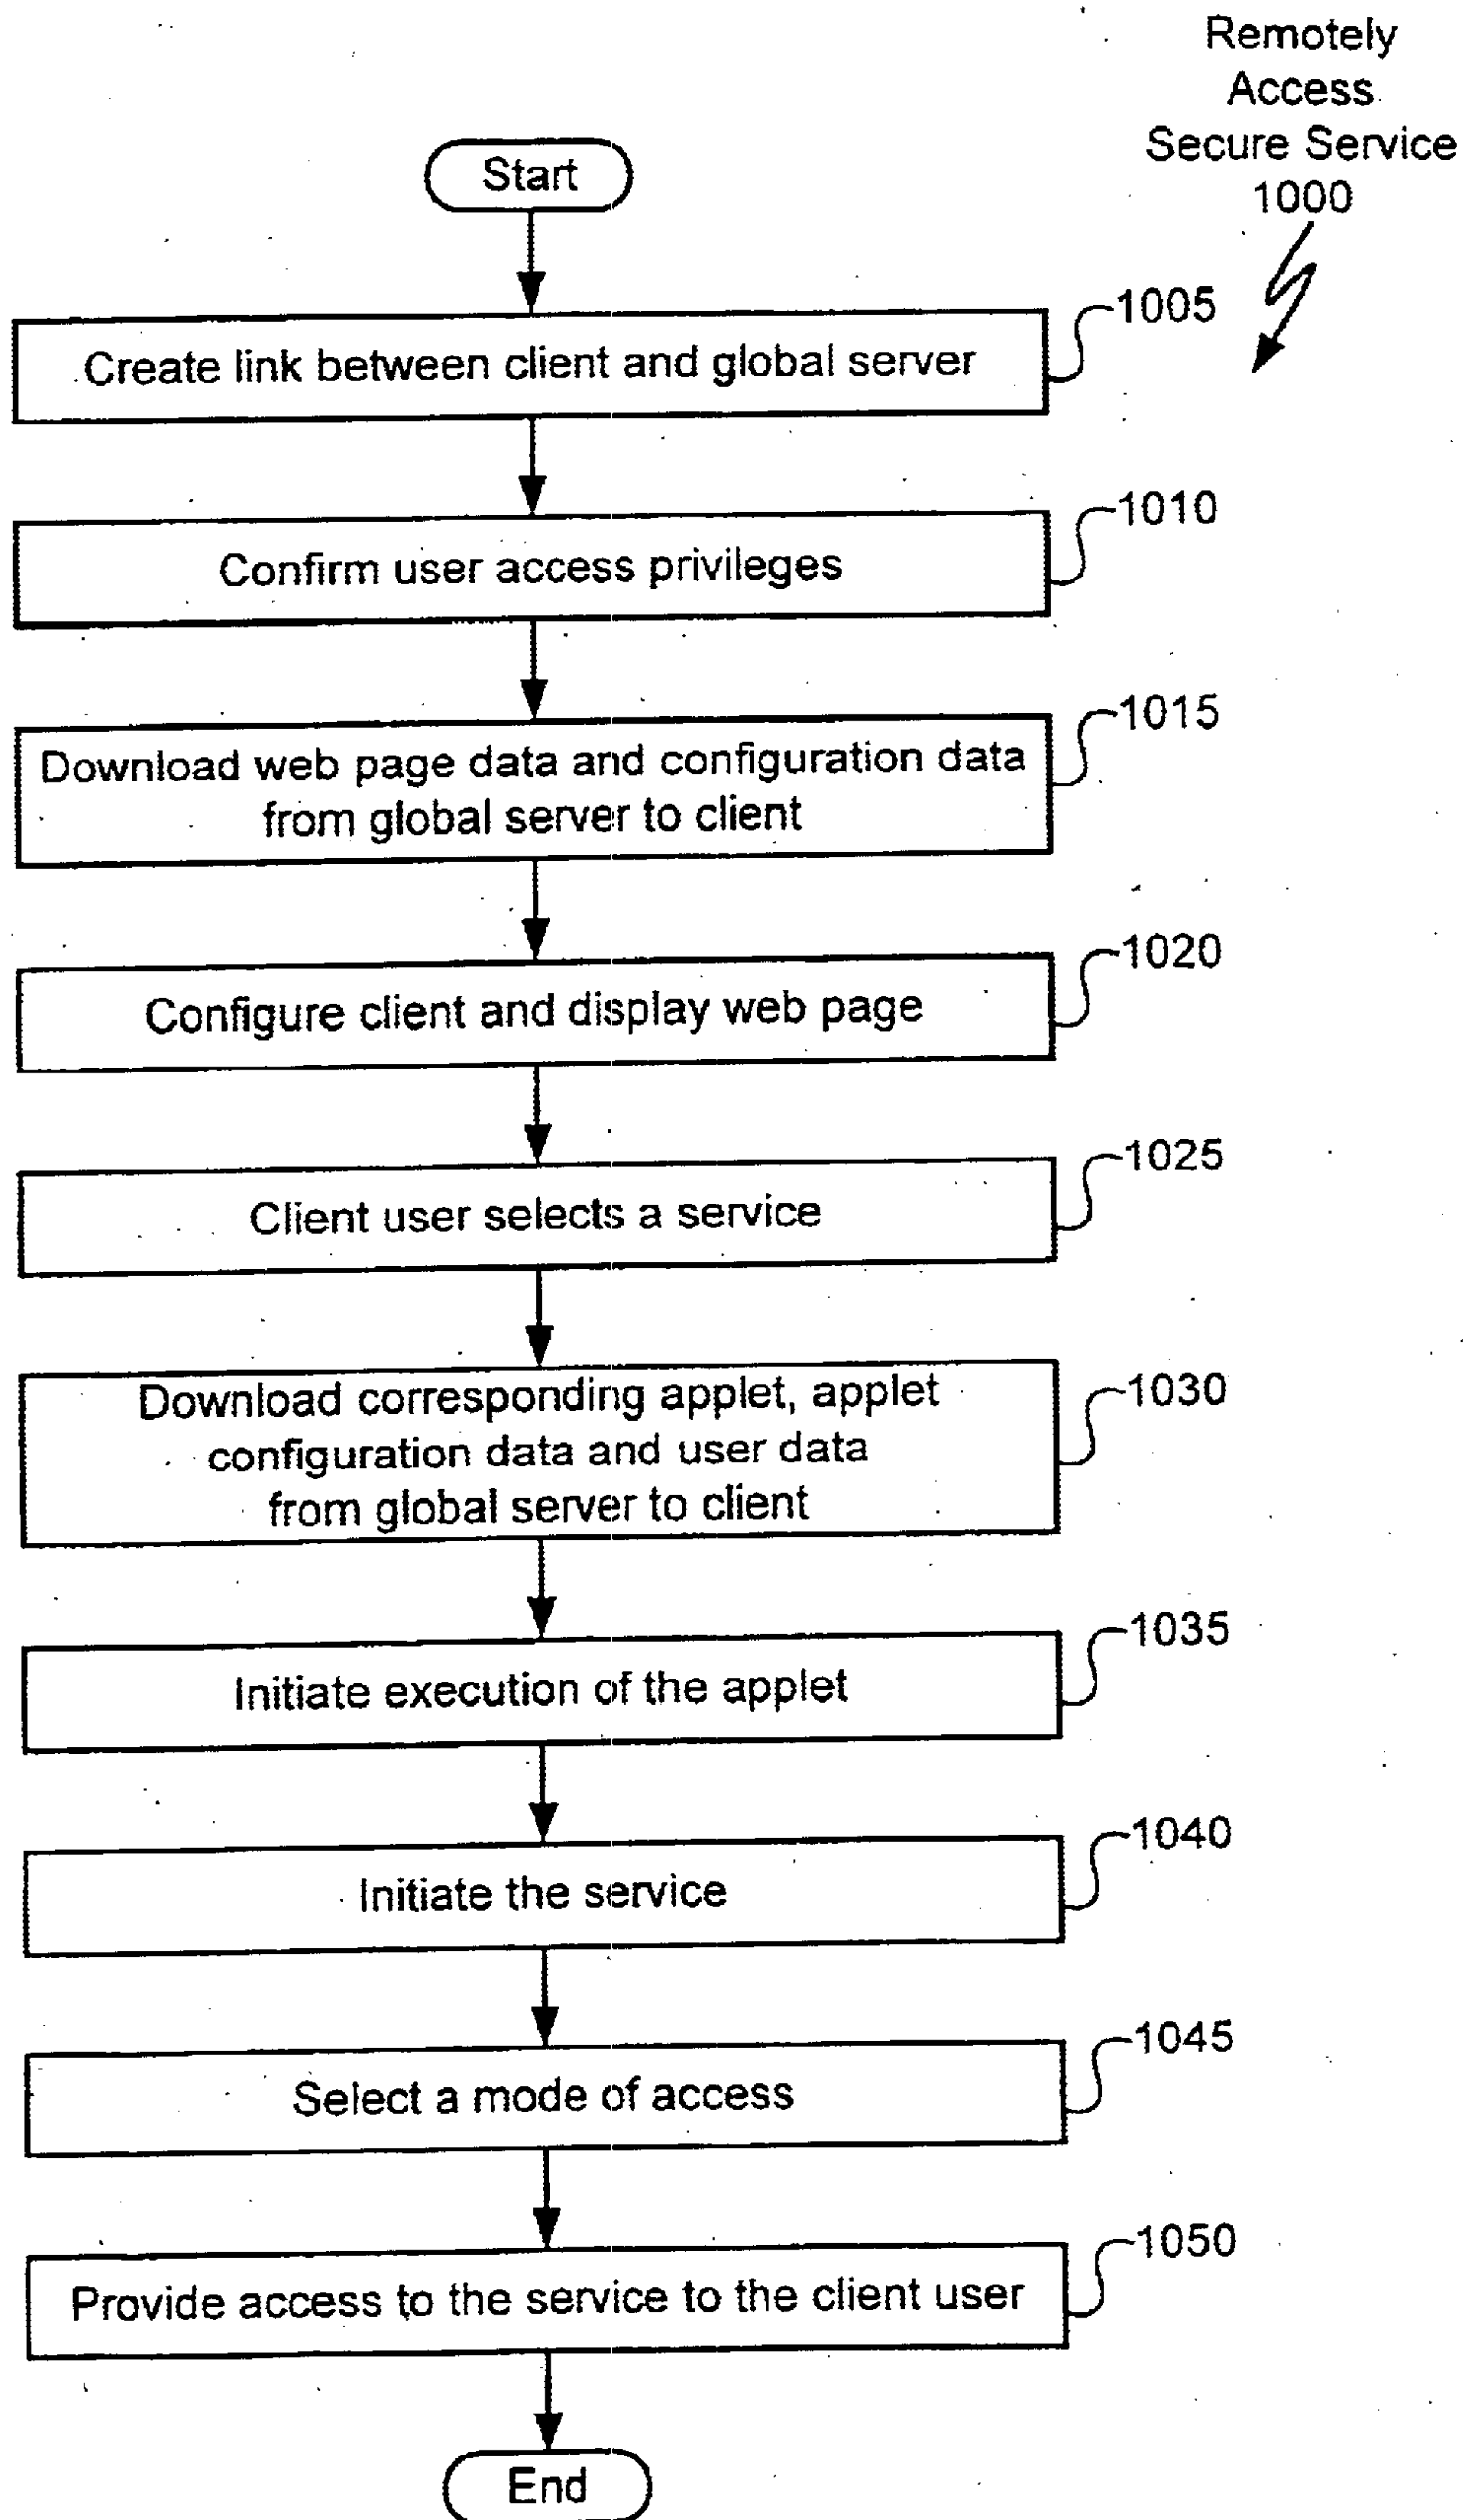 Remotely
Access
Secure Service
1000
Start
1005
Create link between client and global server
1010
Confirm user access privileges
1015
Download web page data and configuration data
from global server to client
1020
Configure client and display web page
1025
Client user selects a service
1030
Download corresponding applet, applet
configuration data and user data
from global server to client
1035
Initiate execution of the applet
1040
Initiate the service
1045
Select a mode of access
1050
Provide access to the service to the client user
End